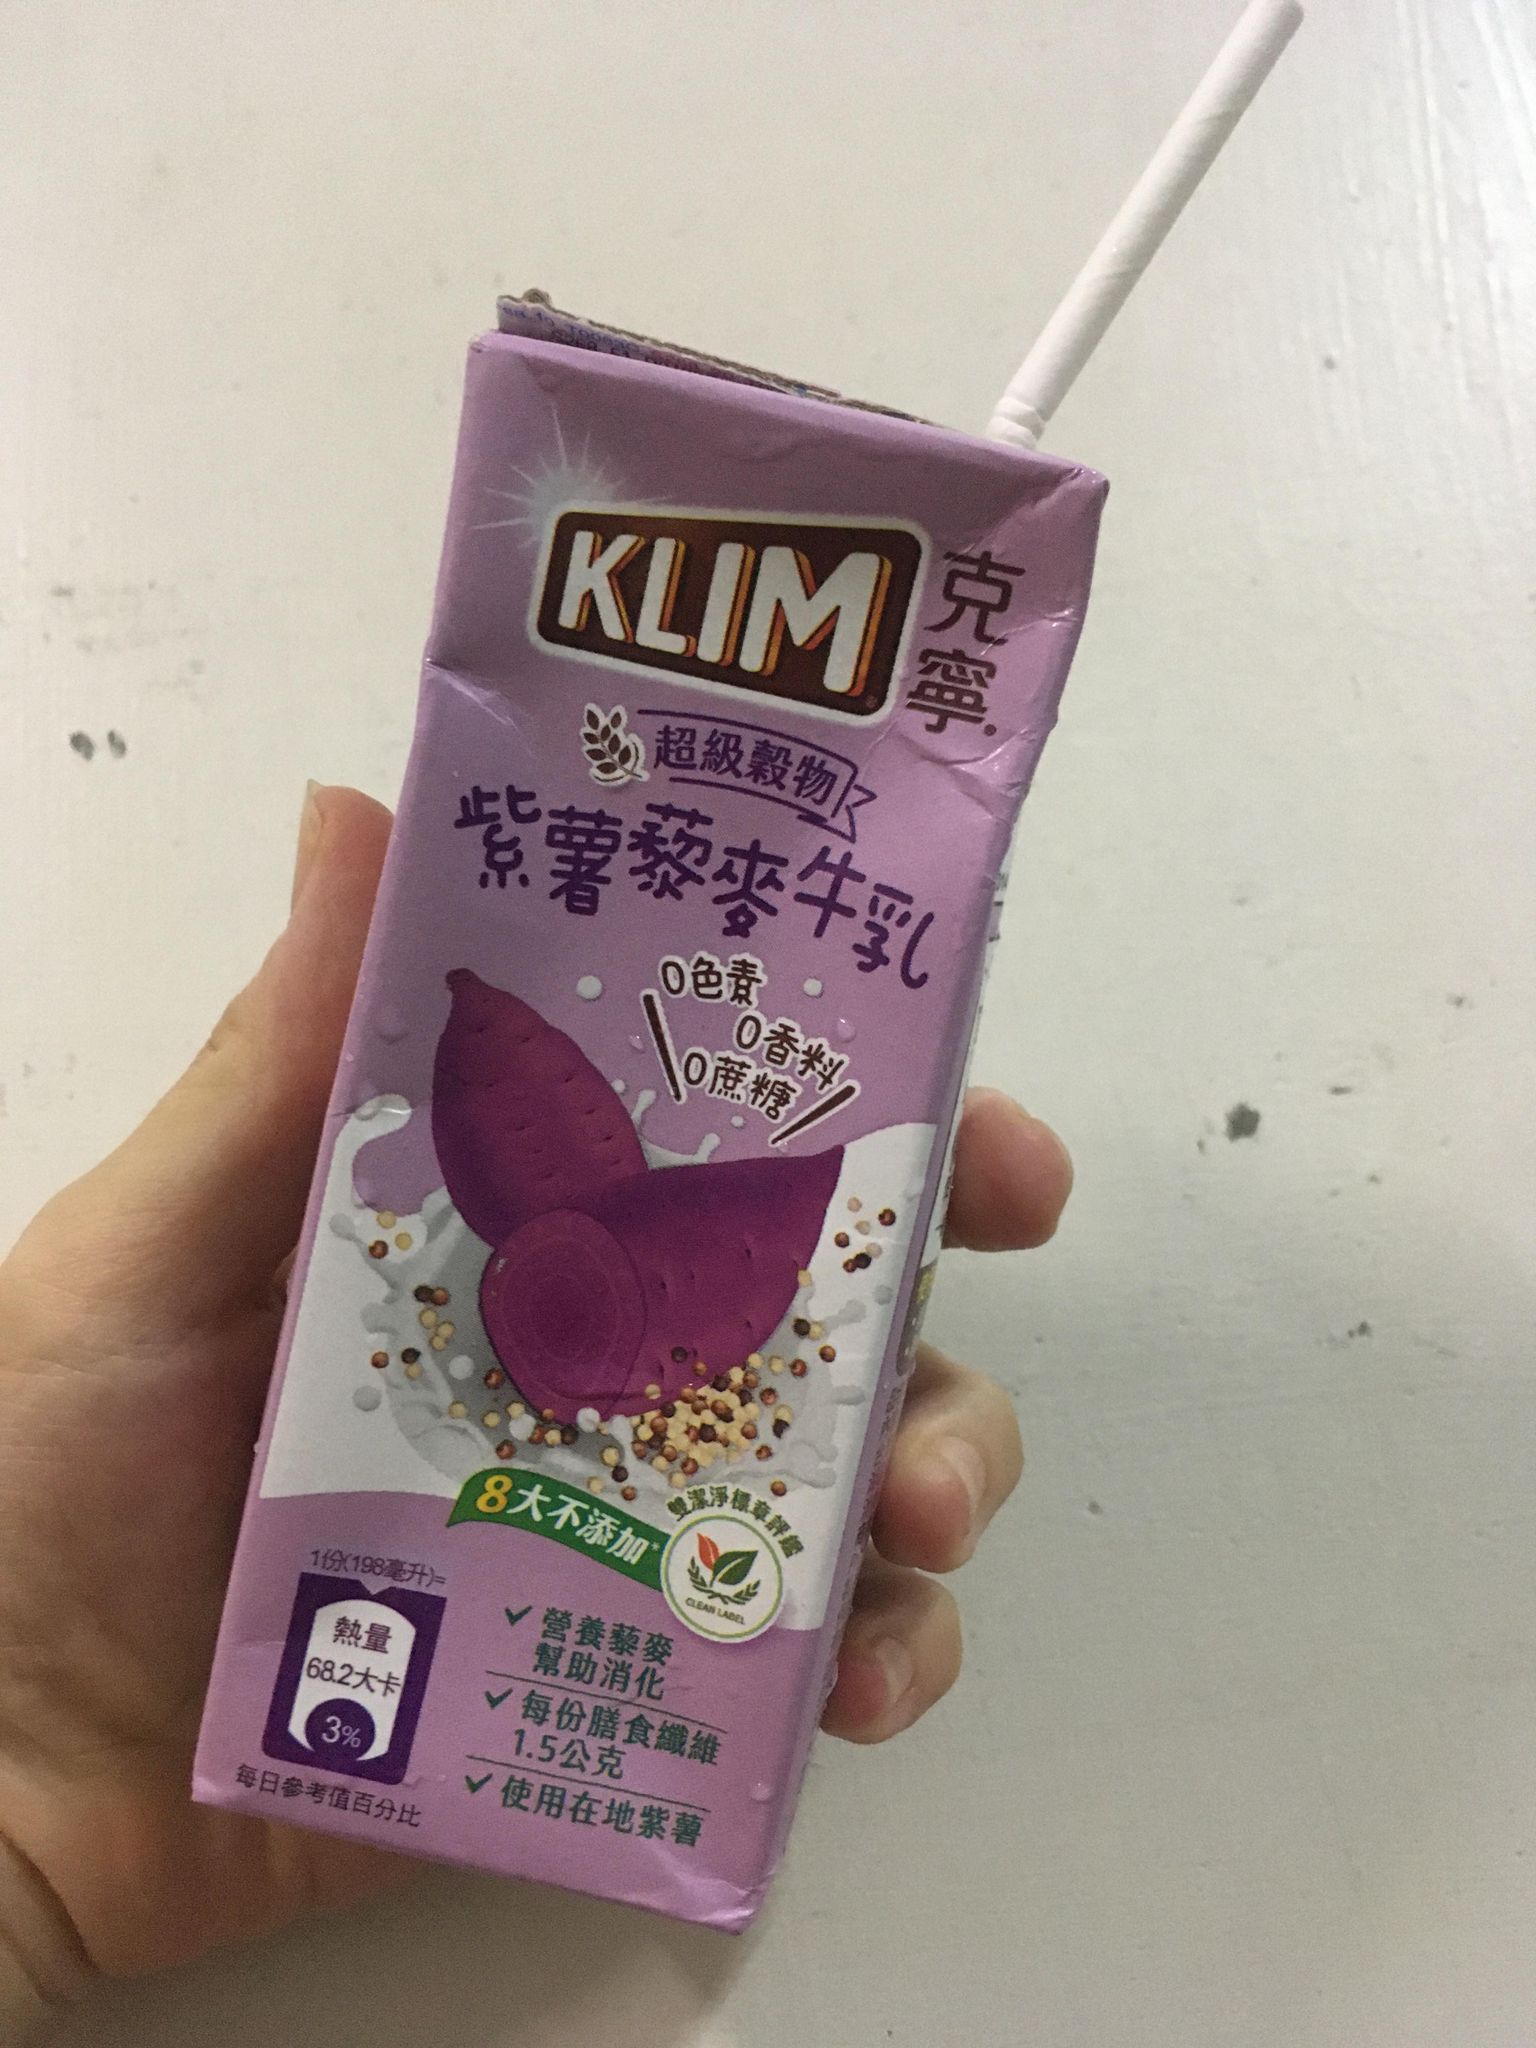 KLIM
克寧
超級穀物
紫薯藜麥牛乳
0色素
0香料
0蔗糖
8大不添加*
雙潔淨標章評鑑
CLEAN LABEL
1份(198毫升)=
熱量
68.2大卡
3%
每日參考值百分比
營養藜麥
幫助消化
每份膳食纖維
1.5公克
使用在地紫薯